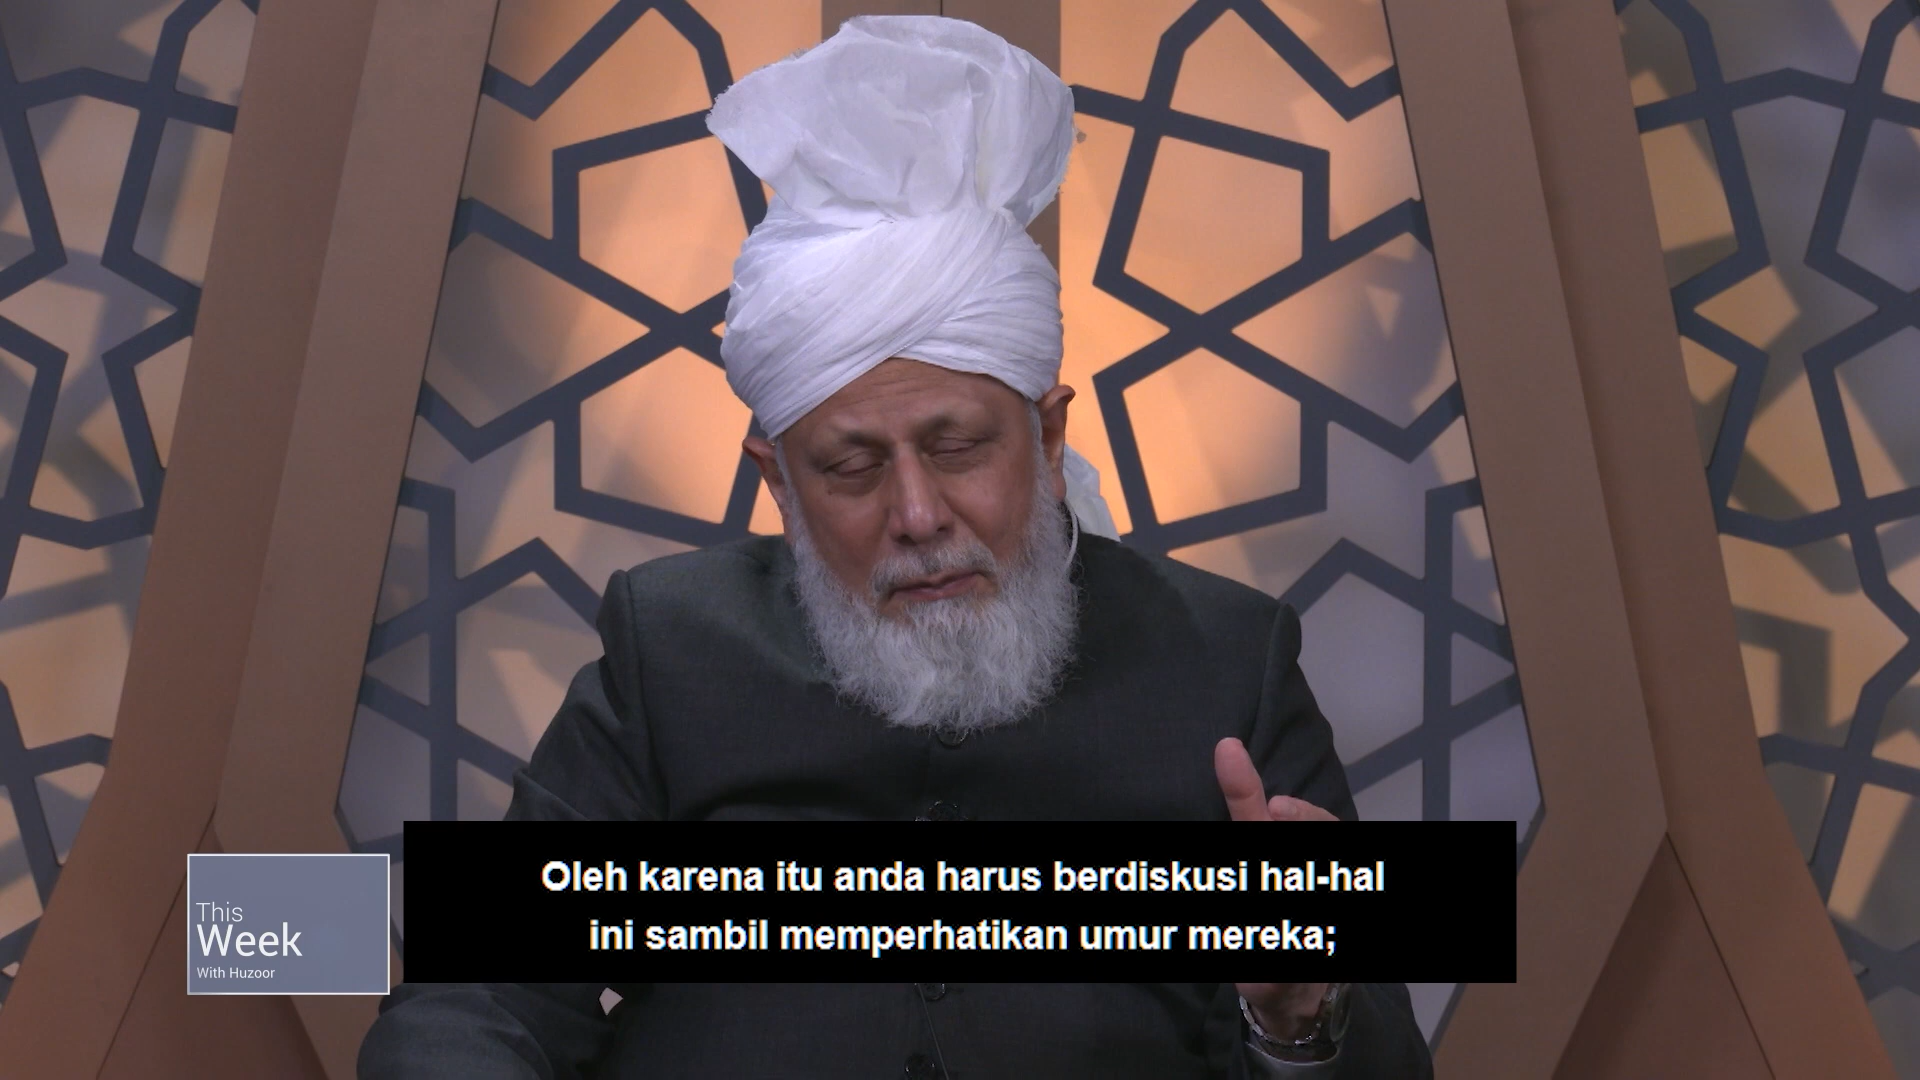 This
Week
With Huzoor
Oleh karena itu anda harus berdiskusi hal-hal
ini sambil memperhatikan umur mereka;